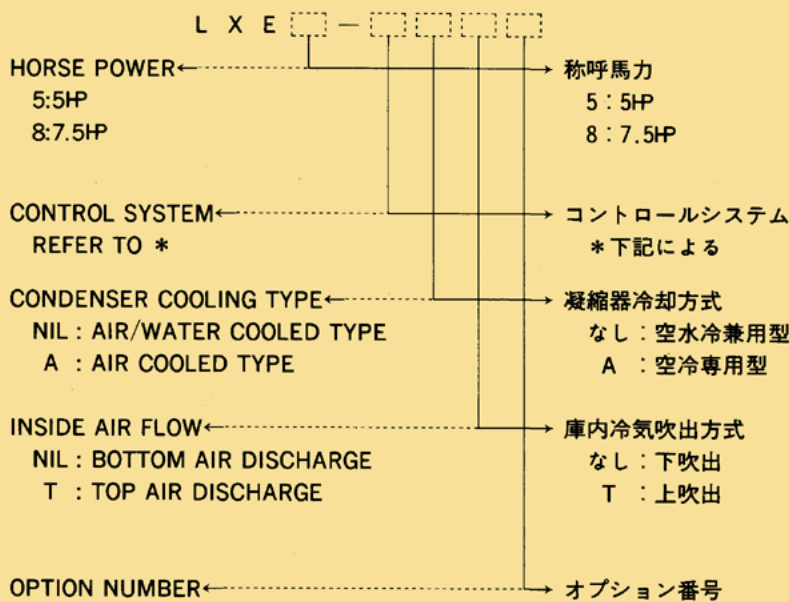 LXE□-□□□□
HORSE POWER 称呼馬力
5:5HP 5:5HP
8:7.5HP 8:7.5HP
CONTROL SYSTEM コントロールシステム
REFER TO * *下記による
CONDENSER COOLING TYPE 凝縮器冷却方式
NIL : AIR/WATER COOLED TYPE なし:空水冷兼用型
A : AIR COOLED TYPE A :空冷専用型
INSIDE AIR FLOW 庫内冷気吹出方式
NIL : BOTTOM AIR DISCHARGE なし:下吹出
T : TOP AIR DISCHARGE T :上吹出
OPTION NUMBER オプション番号